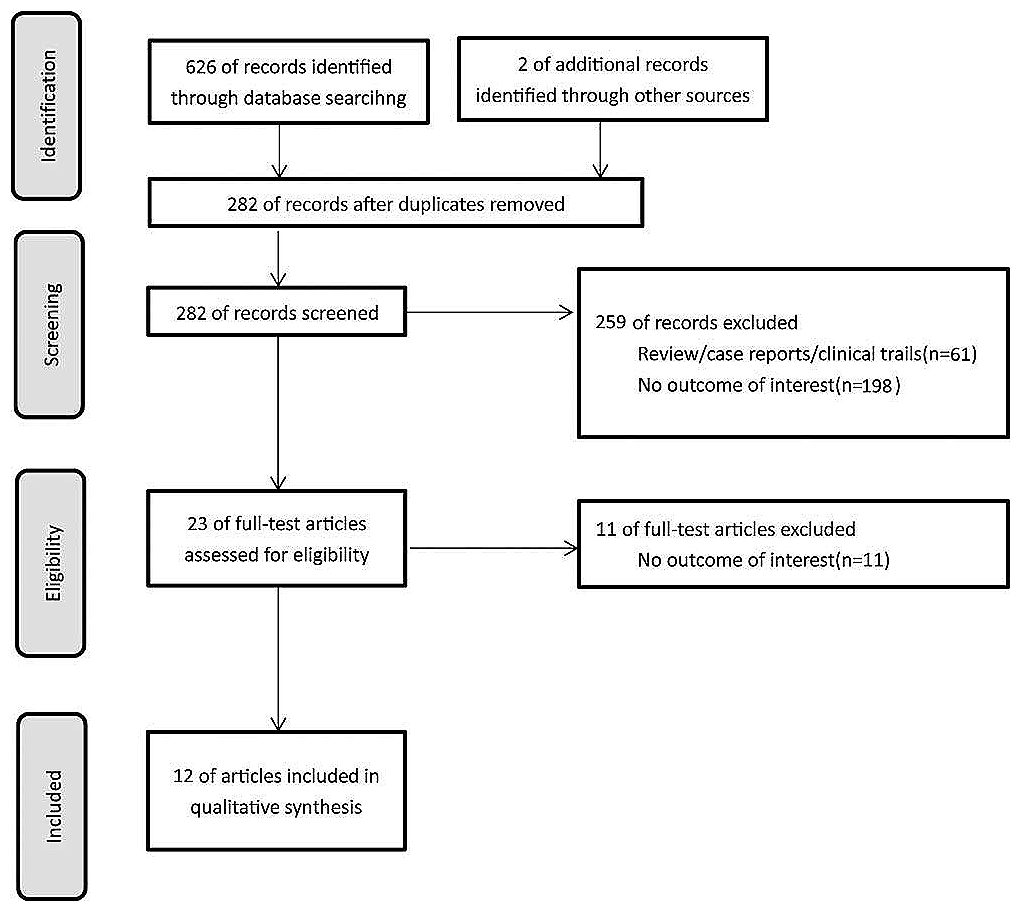 Identification
626 of records identified
through database searcihng
2 of additional records
identified through other sources
282 of records after duplicates removed
Screening
282 of records screened
259 of records excluded
Review/case reports/clinical trails(n=61)
No outcome of interest(n=198)
Eligibility
23 of full-test articles
assessed for eligibility
11 of full-test articles excluded
No outcome of interest(n=11)
Included
12 of articles included in
qualitative synthesis